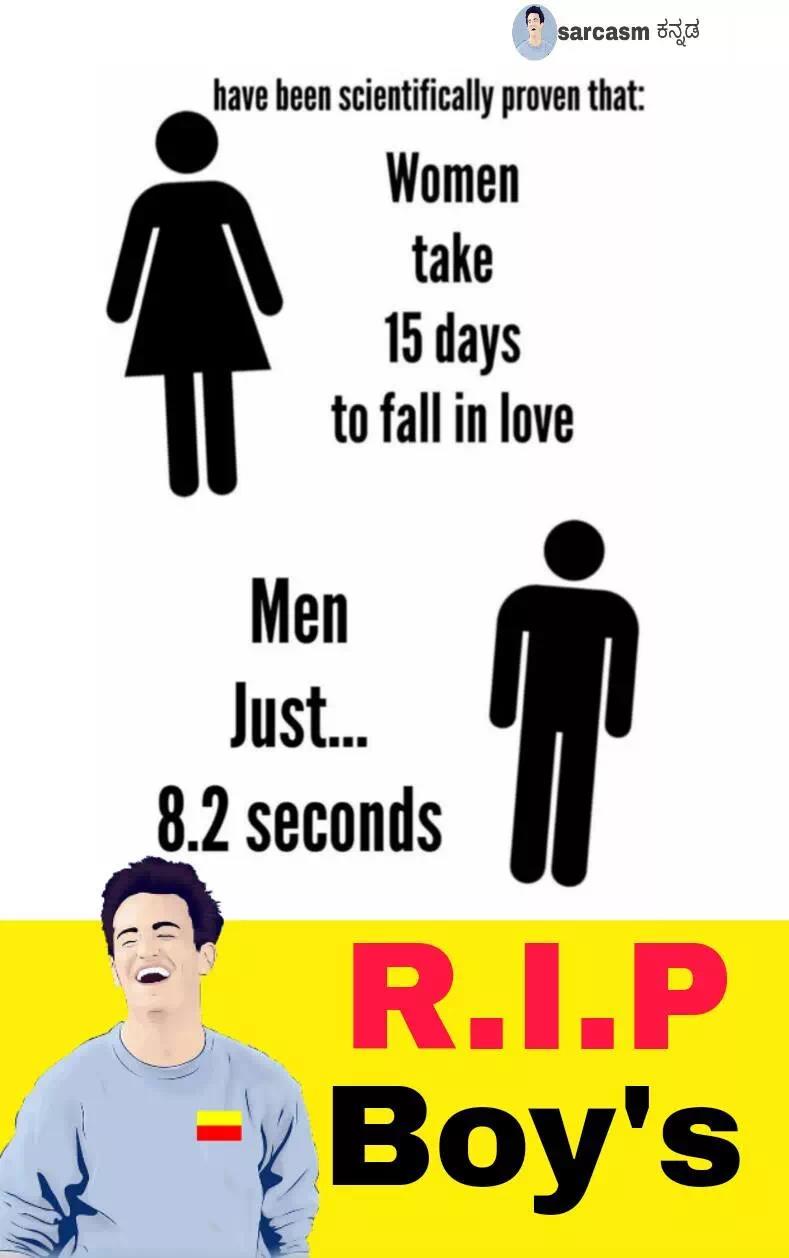 sarcasm ಕನ್ನಡ
have been scientifically proven that:
Women
take
15 days
to fall in love
Men
Just...
8.2 seconds
R.I.P
Boy's